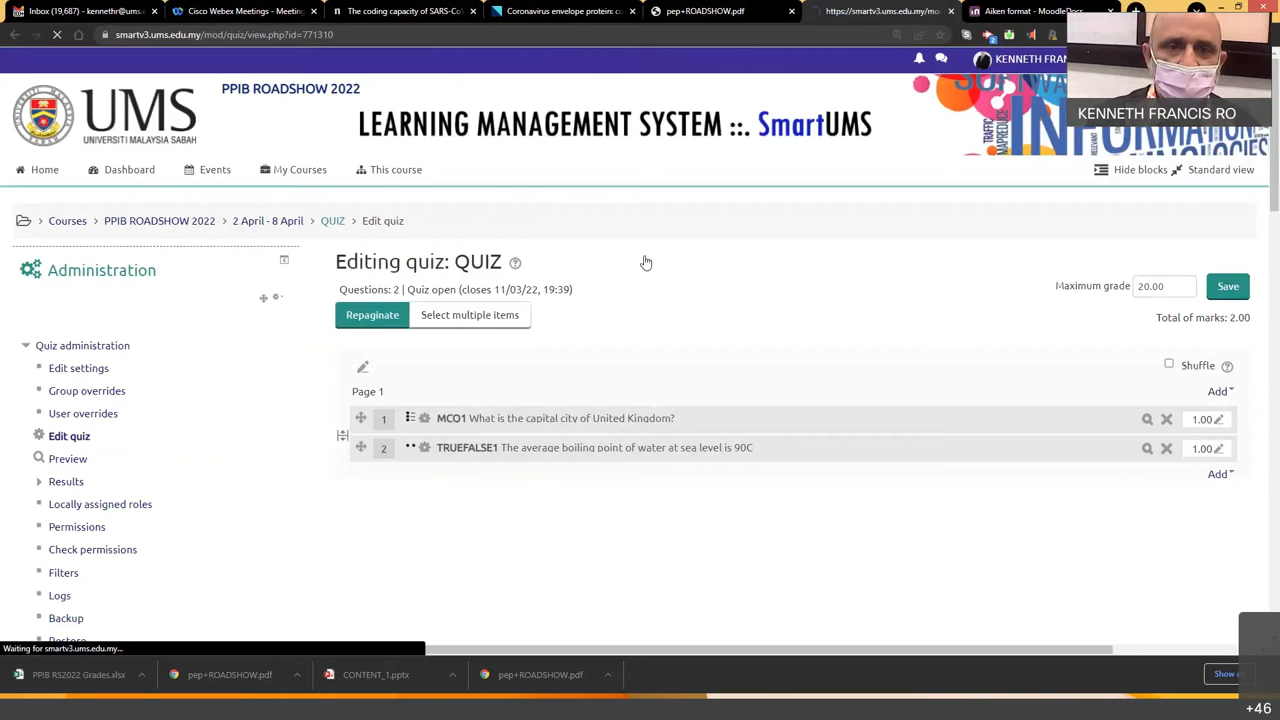 Inbox (19,687) - kennethr@ums.
Cisco Webex Meetings - Meetin
The coding capacity of SARS-CoV
Coronavirus envelope protein: cu
pep+ROADSHOW.pdf
https://smartv3.ums.edu.my/mo
Aiken format - MoodleDocs
smartv3.ums.edu.my/mod/quiz/view.php?id=771310
KENNETH FRAN
PPIB ROADSHOW 2022
UMS
UNIVERSITI MALAYSIA SABAH
LEARNING MANAGEMENT SYSTEM ::. SmartUMS
KENNETH FRANCIS RO
Home
Dashboard
Events
My Courses
This course
Hide blocks
Standard view
Courses > PPIB ROADSHOW 2022 > 2 April - 8 April > QUIZ > Edit quiz
Administration
Editing quiz: QUIZ
Questions: 2 | Quiz open (closes 11/03/22, 19:39)
Maximum grade 20.00 Save
Repaginate Select multiple items
Total of marks: 2.00
Quiz administration
Edit settings
Group overrides
User overrides
Edit quiz
Preview
Results
Locally assigned roles
Permissions
Check permissions
Filters
Logs
Backup
Restore
Shuffle
Page 1
Add
1 MCQ1 What is the capital city of United Kingdom? 1.00
2 TRUEFALSE1 The average boiling point of water at sea level is 90C 1.00
Add
Waiting for smartv3.ums.edu.my...
PPIB RS2022 Grades.xlsx
pep+ROADSHOW.pdf
CONTENT_1.pptx
pep+ROADSHOW.pdf
Show a
+46